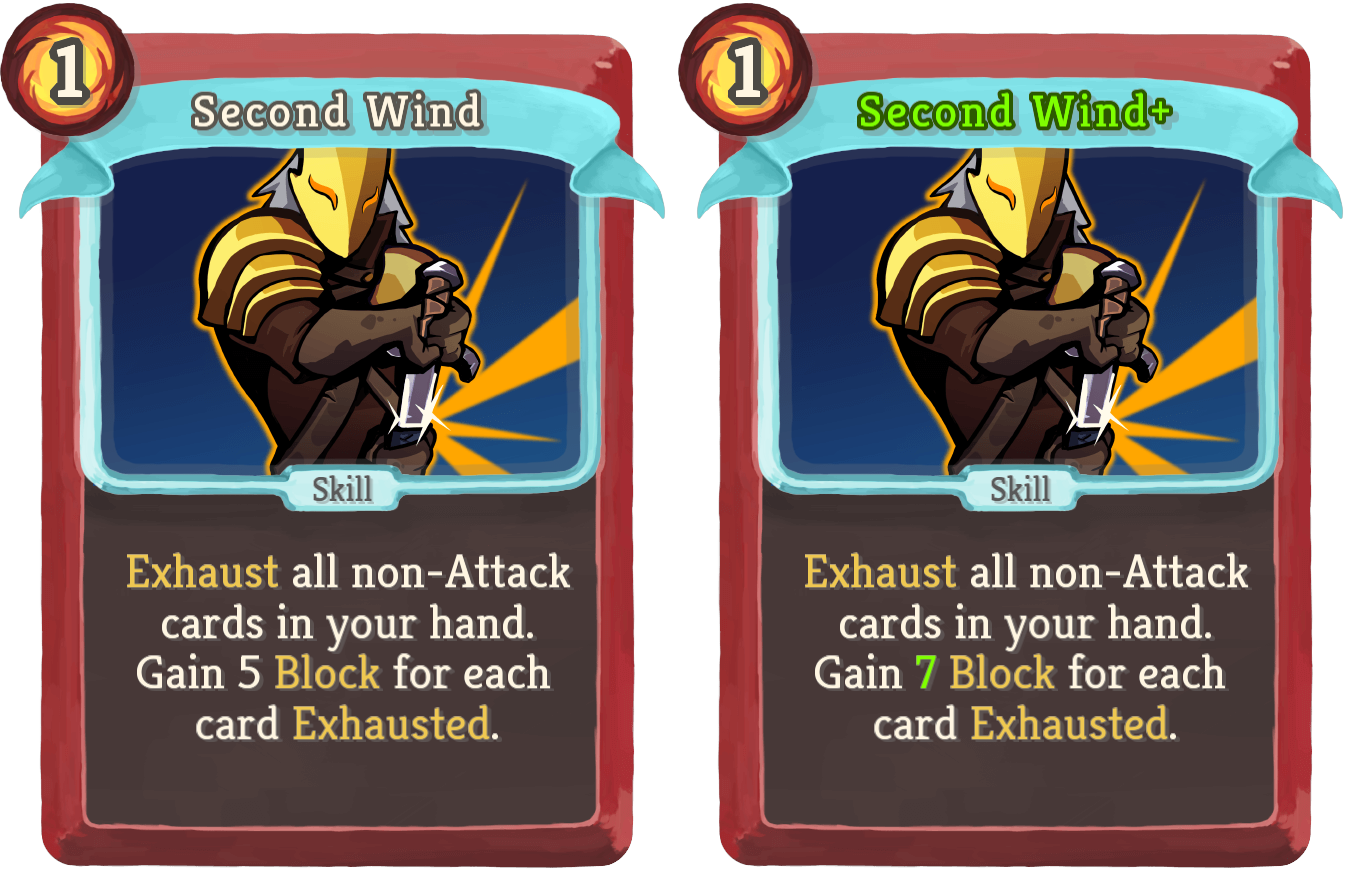 1
Second Wind
Skill
Exhaust all non-Attack
cards in your hand.
Gain 5 Block for each
card Exhausted.
1
Second Wind+
Skill
Exhaust all non-Attack
cards in your hand.
Gain 7 Block for each
card Exhausted.